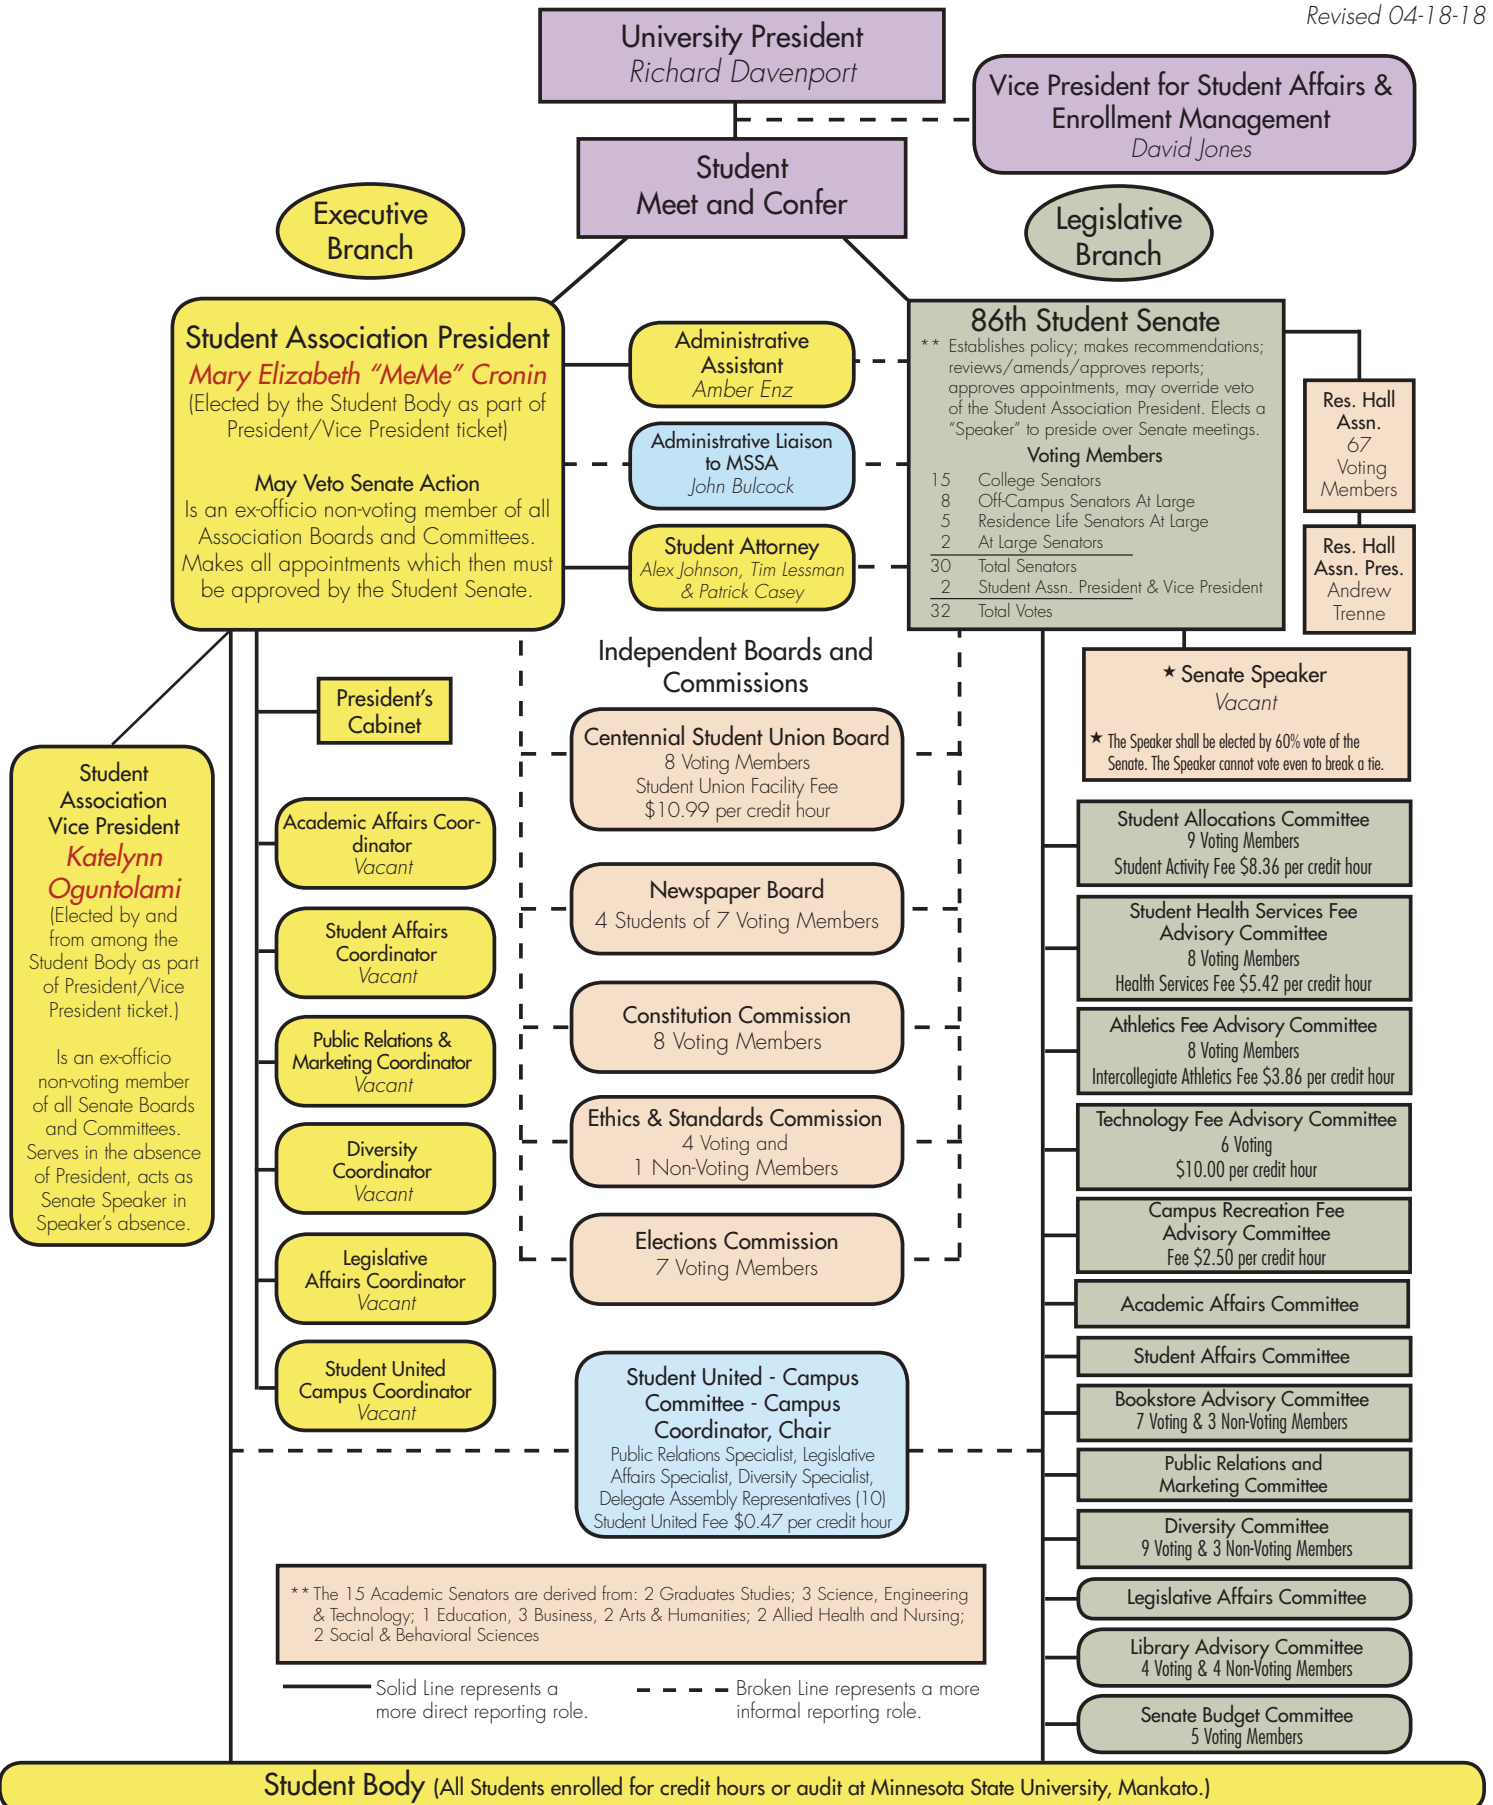 Revised 04-18-18
University President
Richard Davenport
Vice President for Student Affairs &
Enrollment Management
David Jones
Student
Meet and Confer
Executive
Branch
Legislative
Branch
Student Association President
Mary Elizabeth “MeMe” Cronin
(Elected by the Student Body as part of
President/Vice President ticket)
May Veto Senate Action
Is an ex-officio non-voting member of all
Association Boards and Committees.
Makes all appointments which then must
be approved by the Student Senate.
Administrative
Assistant
Amber Enz
Administrative Liaison
to MSSA
John Bulcock
Student Attorney
Alex Johnson, Tim Lessman
& Patrick Casey
86th Student Senate
** Establishes policy; makes recommendations;
reviews/amends/approves reports;
approves appointments, may override veto
of the Student Association President. Elects a
“Speaker” to preside over Senate meetings.
Voting Members
15 College Senators
8 Off-Campus Senators At Large
5 Residence Life Senators At Large
2 At Large Senators
30 Total Senators
2 Student Assn. President & Vice President
32 Total Votes
Res. Hall
Assn.
67
Voting
Members
Res. Hall
Assn. Pres.
Andrew
Trenne
★ Senate Speaker
Vacant
★ The Speaker shall be elected by 60% vote of the
Senate. The Speaker cannot vote even to break a tie.
President’s
Cabinet
Student
Association
Vice President
Katelynn
Oguntolami
(Elected by and
from among the
Student Body as part
of President/Vice
President ticket.)
Is an ex-officio
non-voting member
of all Senate Boards
and Committees.
Serves in the absence
of President, acts as
Senate Speaker in
Speaker’s absence.
Academic Affairs Coor-
dinator
Vacant
Student Affairs
Coordinator
Vacant
Public Relations &
Marketing Coordinator
Vacant
Diversity
Coordinator
Vacant
Legislative
Affairs Coordinator
Vacant
Student United
Campus Coordinator
Vacant
Independent Boards and
Commissions
Centennial Student Union Board
8 Voting Members
Student Union Facility Fee
$10.99 per credit hour
Newspaper Board
4 Students of 7 Voting Members
Constitution Commission
8 Voting Members
Ethics & Standards Commission
4 Voting and
1 Non-Voting Members
Elections Commission
7 Voting Members
Student United - Campus
Committee - Campus
Coordinator, Chair
Public Relations Specialist, Legislative
Affairs Specialist, Diversity Specialist,
Delegate Assembly Representatives (10)
Student United Fee $0.47 per credit hour
Student Allocations Committee
9 Voting Members
Student Activity Fee $8.36 per credit hour
Student Health Services Fee
Advisory Committee
8 Voting Members
Health Services Fee $5.42 per credit hour
Athletics Fee Advisory Committee
8 Voting Members
Intercollegiate Athletics Fee $3.86 per credit hour
Technology Fee Advisory Committee
6 Voting
$10.00 per credit hour
Campus Recreation Fee
Advisory Committee
Fee $2.50 per credit hour
Academic Affairs Committee
Student Affairs Committee
Bookstore Advisory Committee
7 Voting & 3 Non-Voting Members
Public Relations and
Marketing Committee
Diversity Committee
9 Voting & 3 Non-Voting Members
Legislative Affairs Committee
Library Advisory Committee
4 Voting & 4 Non-Voting Members
Senate Budget Committee
5 Voting Members
** The 15 Academic Senators are derived from: 2 Graduates Studies; 3 Science, Engineering
& Technology; 1 Education, 3 Business, 2 Arts & Humanities; 2 Allied Health and Nursing;
2 Social & Behavioral Sciences
Solid Line represents a
more direct reporting role.
Broken Line represents a more
informal reporting role.
Student Body (All Students enrolled for credit hours or audit at Minnesota State University, Mankato.)